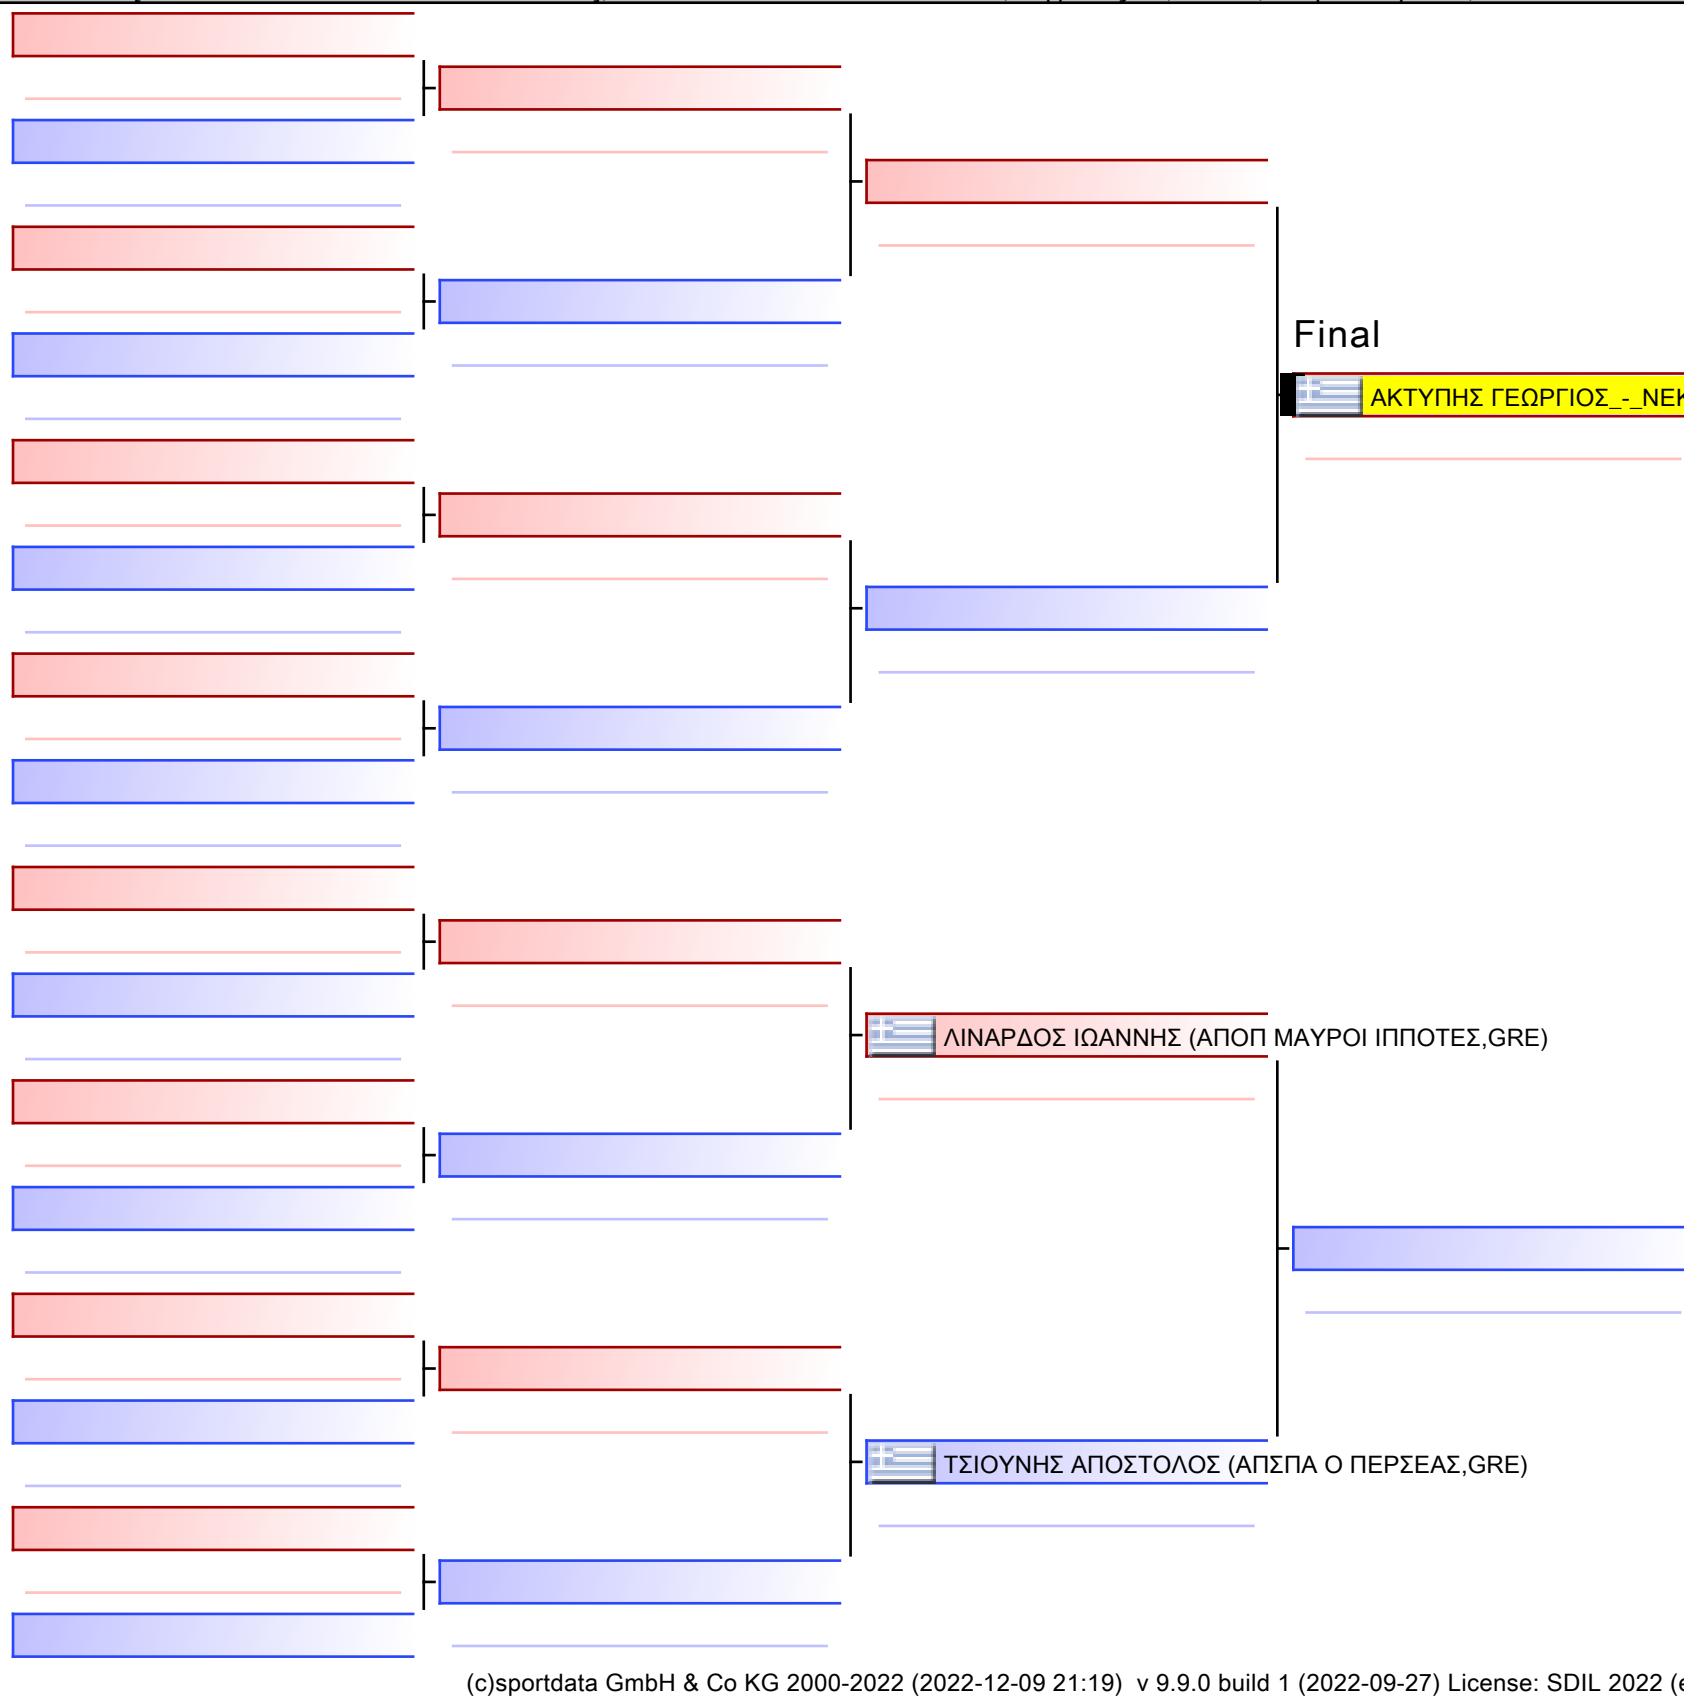 Final
ΑΚΤΥΠΗΣ ΓΕΩΡΓΙΟΣ_-_ΝΕΚ
ΛΙΝΑΡΔΟΣ ΙΩΑΝΝΗΣ (ΑΠΟΠ ΜΑΥΡΟΙ ΙΠΠΟΤΕΣ,GRE)
ΤΣΙΟΥΝΗΣ ΑΠΟΣΤΟΛΟΣ (ΑΠΣΠΑ Ο ΠΕΡΣΕΑΣ,GRE)
(c)sportdata GmbH & Co KG 2000-2022 (2022-12-09 21:19) v 9.9.0 build 1 (2022-09-27) License: SDIL 2022 (e